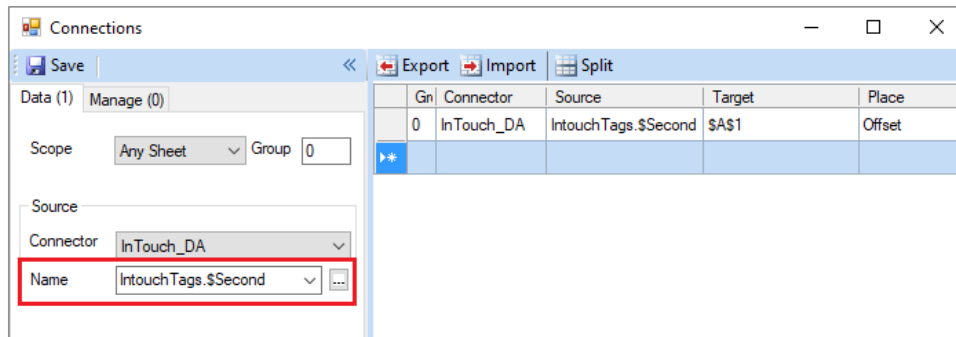 Connections
Save
Export Import Split
Data (1) Manage (0)
Gr Connector Source Target Place
0 InTouch_DA IntouchTags.$Second $A$1 Offset
Scope Any Sheet Group 0
Source
Connector InTouch_DA
Name IntouchTags.$Second ...